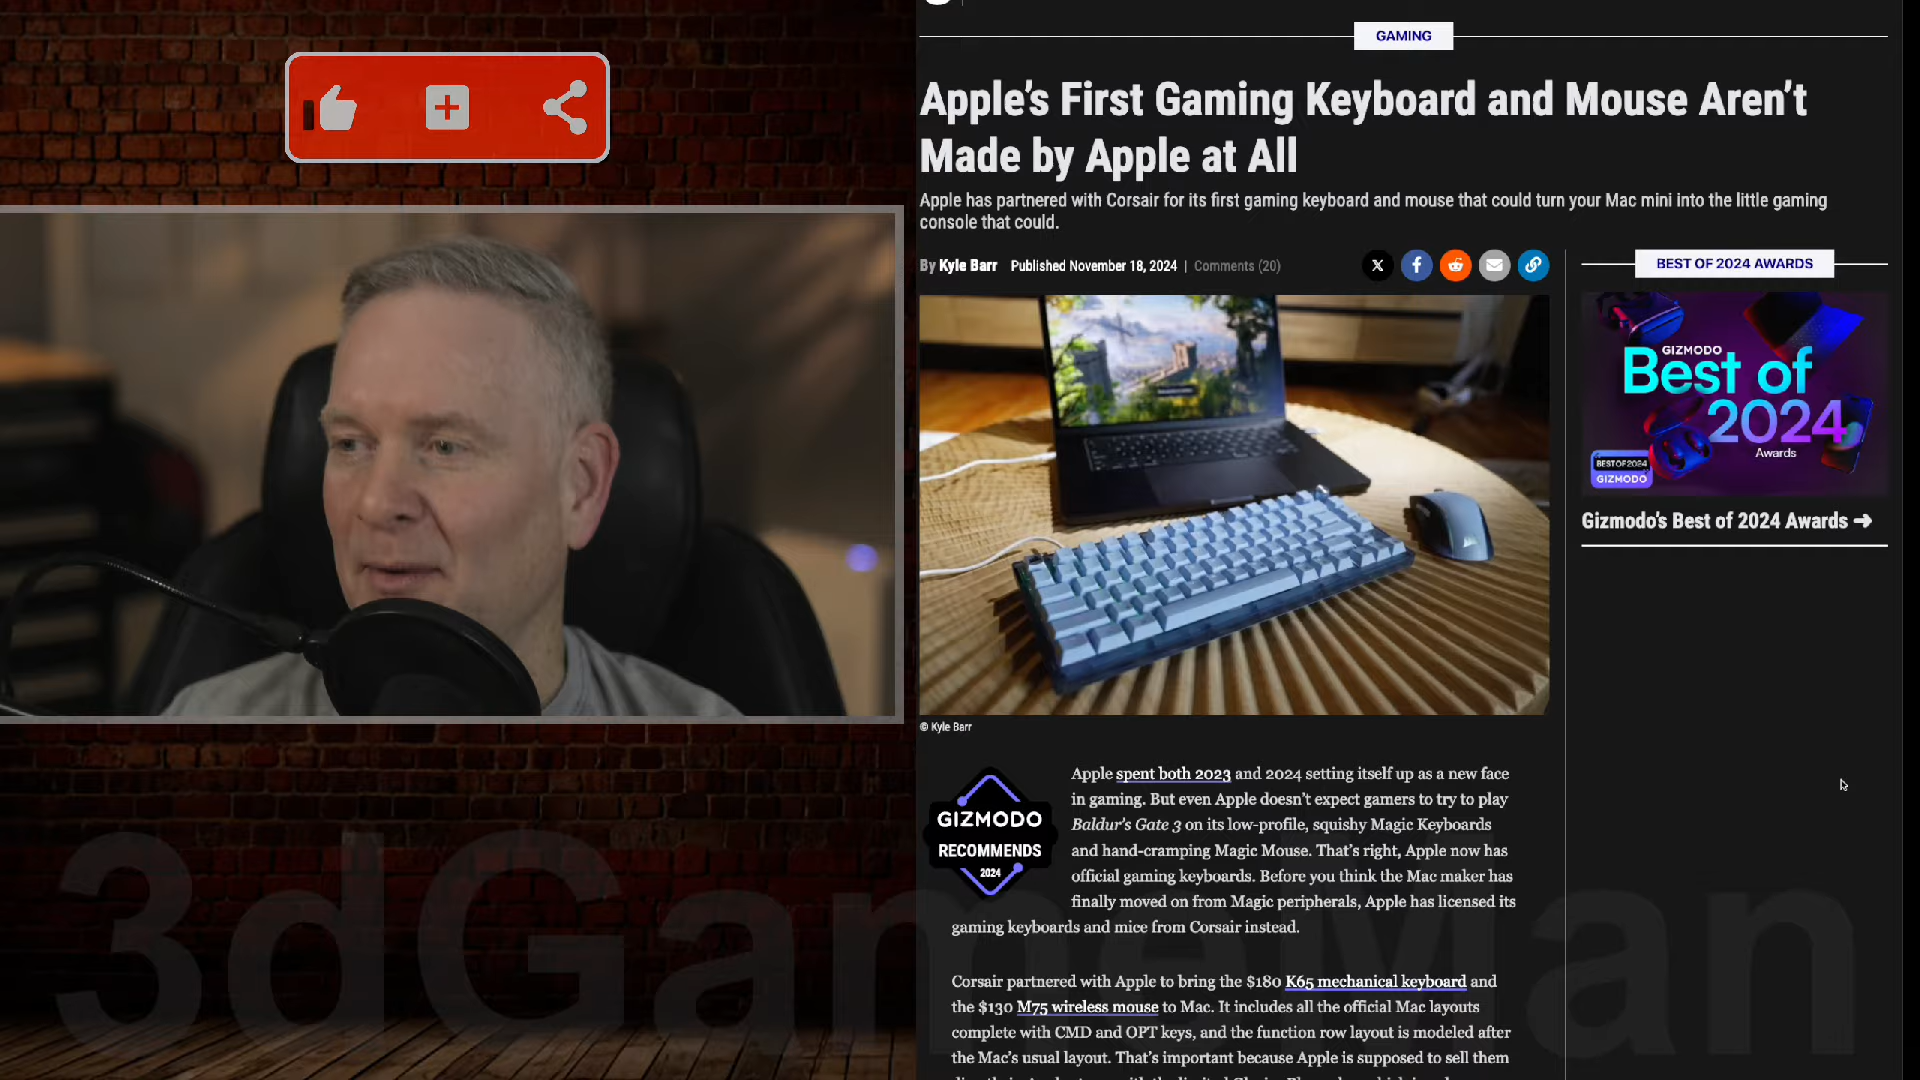 GAMING
Apple's First Gaming Keyboard and Mouse Aren't
Made by Apple at All
Apple has partnered with Corsair for its first gaming keyboard and mouse that could turn your Mac mini into the little gaming
console that could.
By Kyle Barr Published November 18, 2024 | Comments (20)
BEST OF 2024 AWARDS
GIZMODO
Best of
2024
Awards
BEST OF 2024
GIZMODO
Gizmodo's Best of 2024 Awards ➜
© Kyle Barr
GIZMODO
RECOMMENDS
2024
Apple spent both 2023 and 2024 setting itself up as a new face
in gaming. But even Apple doesn't expect gamers to try to play
Baldur's Gate 3 on its low-profile, squishy Magic Keyboards
and hand-cramping Magic Mouse. That's right, Apple now has
official gaming keyboards. Before you think the Mac maker has
finally moved on from Magic peripherals, Apple has licensed its
gaming keyboards and mice from Corsair instead.
Corsair partnered with Apple to bring the $180 K65 mechanical keyboard and
the $130 M75 wireless mouse to Mac. It includes all the official Mac layouts
complete with CMD and OPT keys, and the function row layout is modeled after
the Mac's usual layout. That's important because Apple is supposed to sell them
3dGameMan